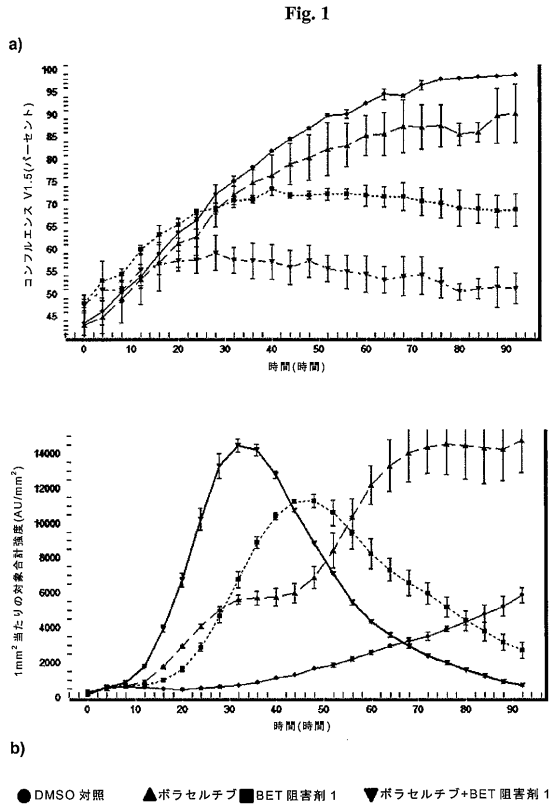 Fig. 1
a)
コンフルエンス V1.5(パーセント)
100
95
90
85
80
75
70
65
60
55
50
45
0 10 20 30 40 50 60 70 80 90
時間(時間)
1mm²当たりの対象合計強度(AU/mm²)
14000
12000
10000
8000
6000
4000
2000
0
0 10 20 30 40 50 60 70 80 90
時間(時間)
b)
DMSO 対照 ボラセルチブ BET 阻害剤 1 ボラセルチブ+BET 阻害剤 1